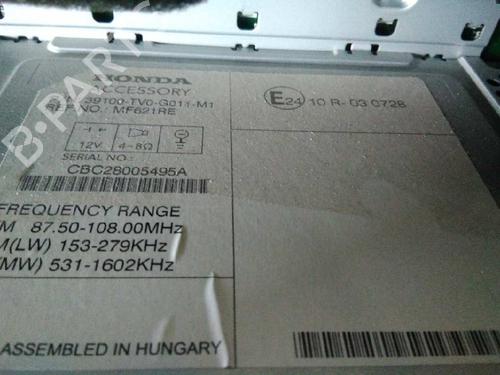 HONDA
ACCESSORY
39100-TV0-G011-M1
REF. NO.: MF621RE
12V 4-8Ω
SERIAL NO.:
CBC28005495A
E24 10 R-03 0728
FREQUENCY RANGE
M 87.50-108.00MHz
M(LW) 153-279KHz
(MW) 531-1602KHz
ASSEMBLED IN HUNGARY